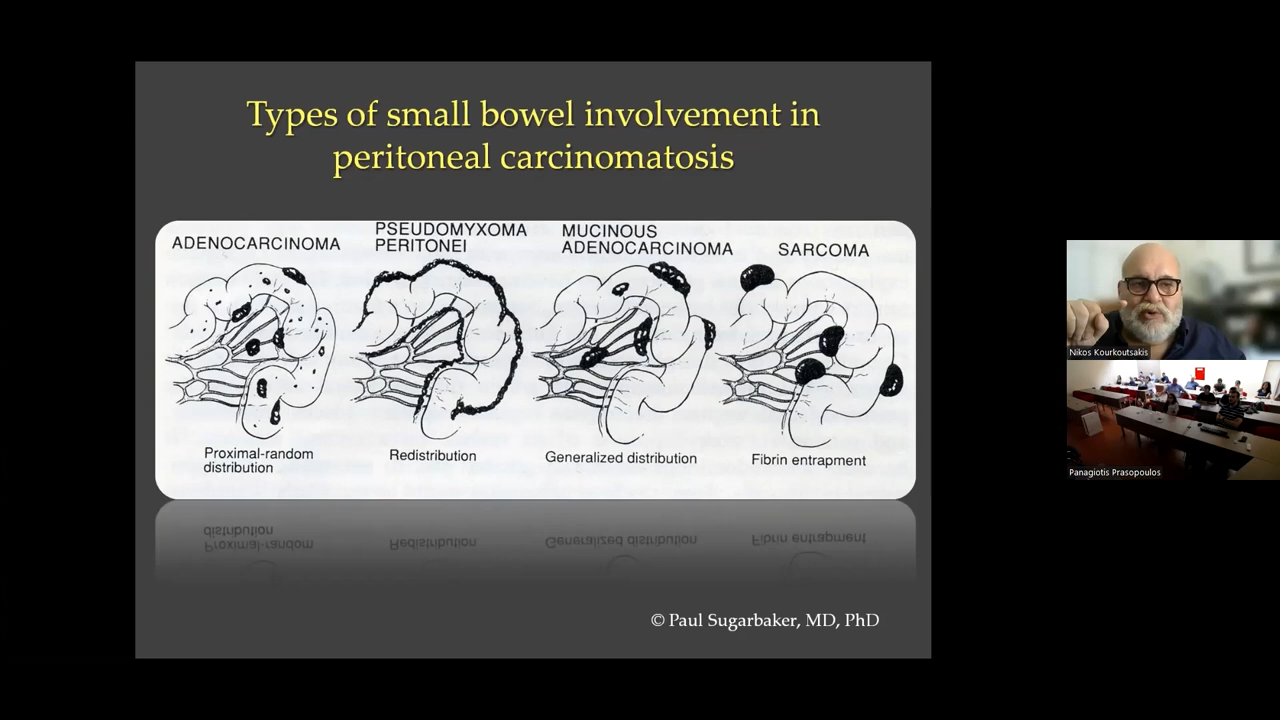 Types of small bowel involvement in
peritoneal carcinomatosis
ADENOCARCINOMA
PSEUDOMYXOMA
PERITONEI
MUCINOUS
ADENOCARCINOMA
SARCOMA
Proximal-random
distribution
Redistribution
Generalized distribution
Fibrin entrapment
© Paul Sugarbaker, MD, PhD
Nikos Kourkoutsakis
Panagiotis Prasopoulos